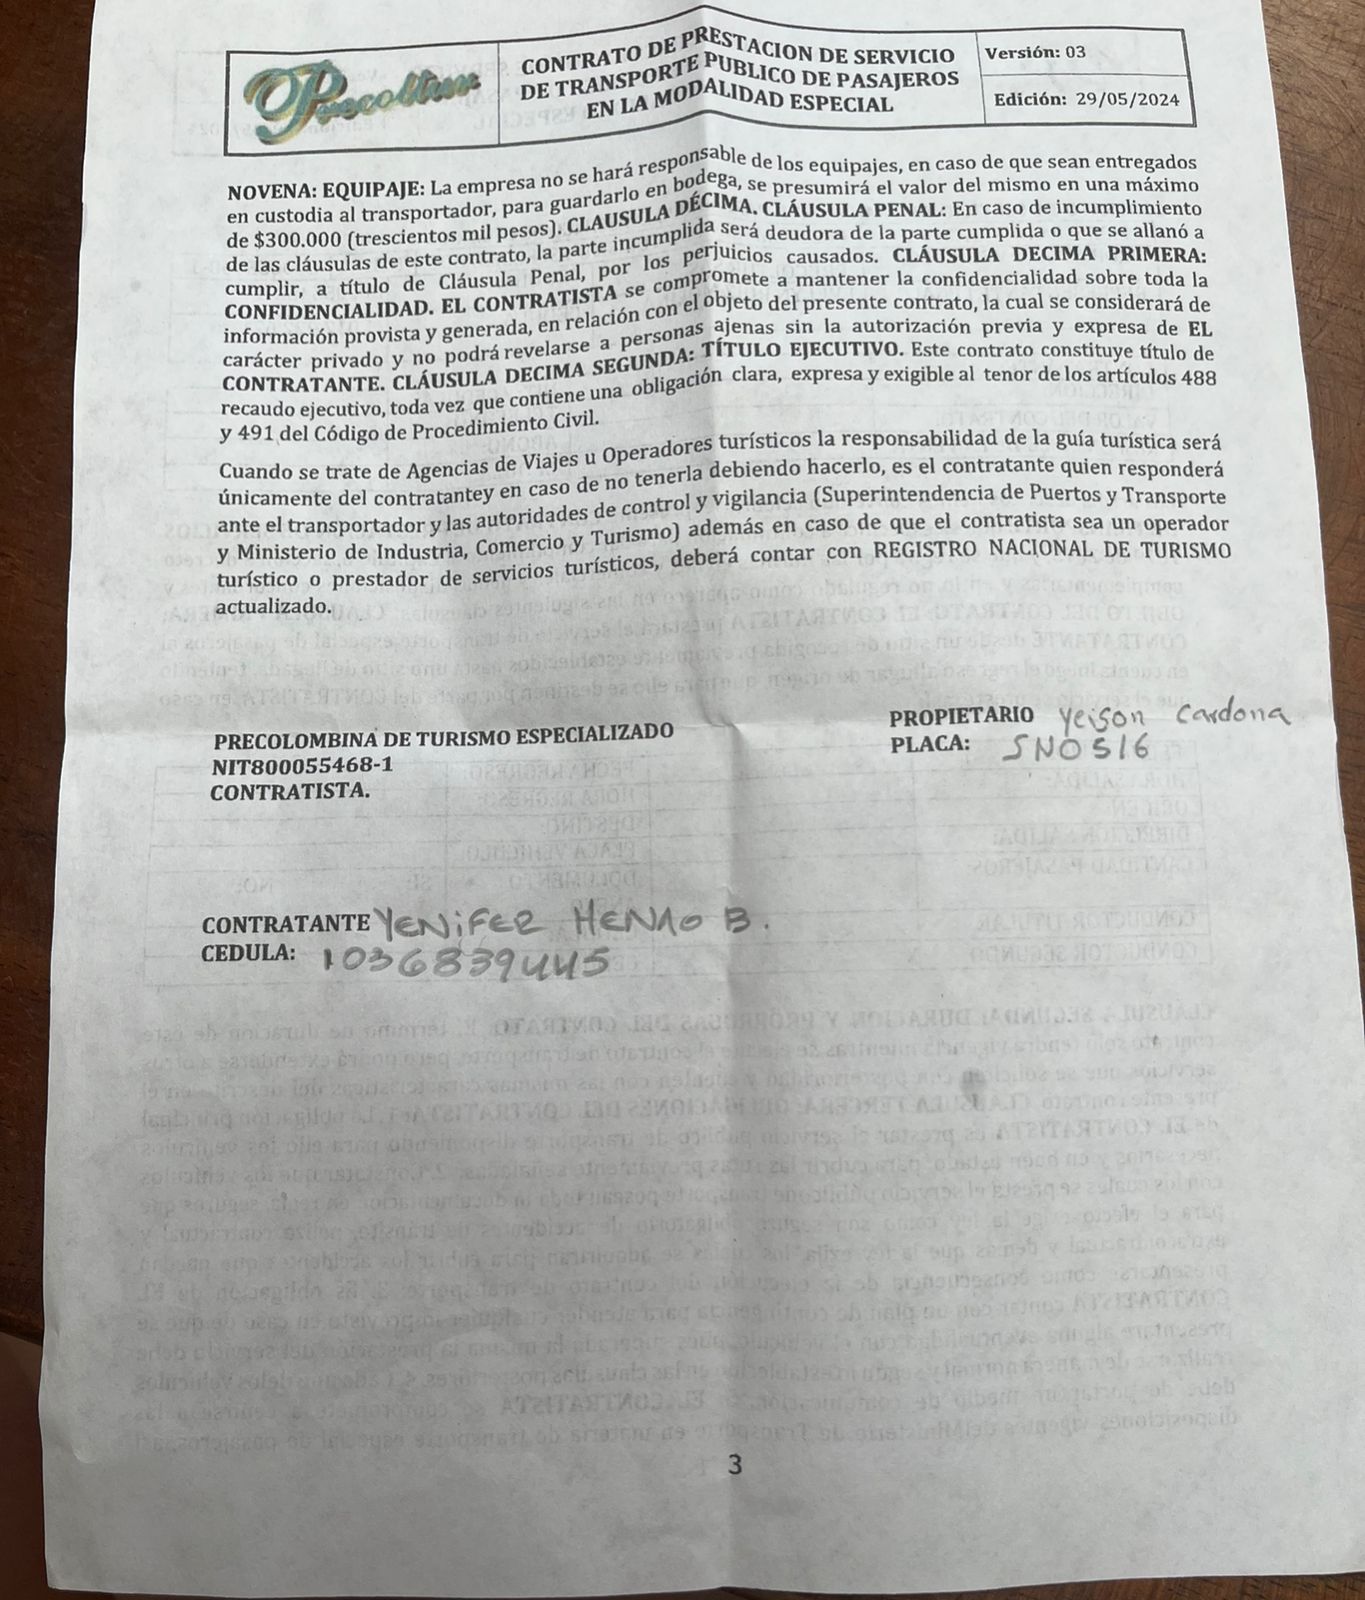 Precoltur
CONTRATO DE PRESTACION DE SERVICIO
DE TRANSPORTE PUBLICO DE PASAJEROS
EN LA MODALIDAD ESPECIAL
Versión: 03
Edición: 29/05/2024
NOVENA: EQUIPAJE: La empresa no se hará responsable de los equipajes, en caso de que sean entregados
en custodia al transportador, para guardarlo en bodega, se presumirá el valor del mismo en una máximo
de $300.000 (trescientos mil pesos). CLAUSULA DÉCIMA. CLÁUSULA PENAL: En caso de incumplimiento
de las cláusulas de este contrato, la parte incumplida será deudora de la parte cumplida o que se allanó a
cumplir, a título de Cláusula Penal, por los perjuicios causados. CLÁUSULA DECIMA PRIMERA:
CONFIDENCIALIDAD. EL CONTRATISTA se compromete a mantener la confidencialidad sobre toda la
información provista y generada, en relación con el objeto del presente contrato, la cual se considerará de
carácter privado y no podrá revelarse a personas ajenas sin la autorización previa y expresa de EL
CONTRATANTE. CLÁUSULA DECIMA SEGUNDA: TÍTULO EJECUTIVO. Este contrato constituye título de
recaudo ejecutivo, toda vez que contiene una obligación clara, expresa y exigible al tenor de los artículos 488
y 491 del Código de Procedimiento Civil.
Cuando se trate de Agencias de Viajes u Operadores turísticos la responsabilidad de la guía turística será
únicamente del contratantey en caso de no tenerla debiendo hacerlo, es el contratante quien responderá
ante el transportador y las autoridades de control y vigilancia (Superintendencia de Puertos y Transporte
y Ministerio de Industria, Comercio y Turismo) además en caso de que el contratista sea un operador
turístico o prestador de servicios turísticos, deberá contar con REGISTRO NACIONAL DE TURISMO
actualizado.
PRECOLOMBINA DE TURISMO ESPECIALIZADO
NIT800055468-1
CONTRATISTA.
PROPIETARIO Yeison Cardona
PLACA: SNO516
CONTRATANTE YENIFER HENAO B.
CEDULA: 1036839445
3